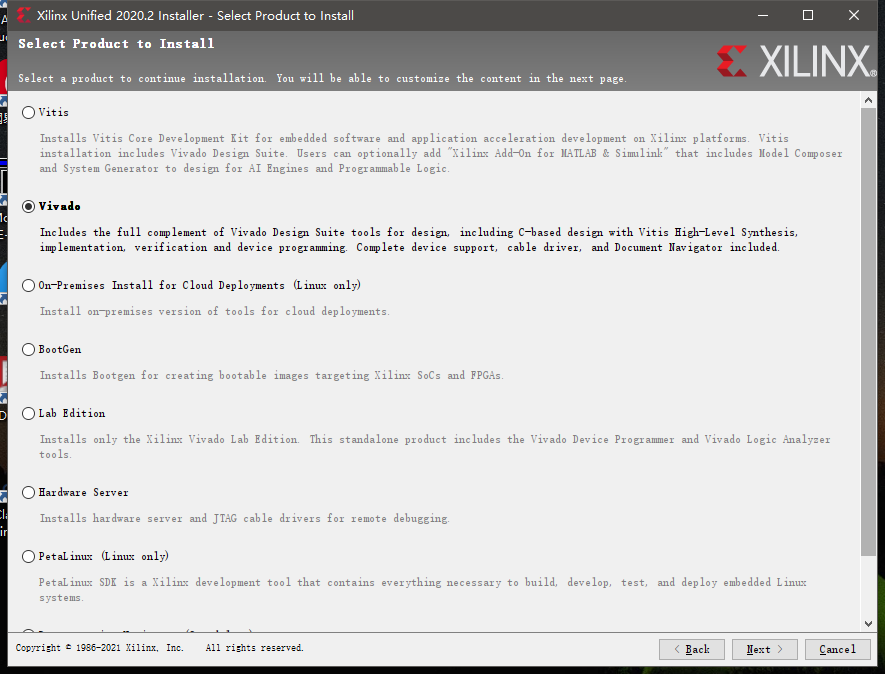 Xilinx Unified 2020.2 Installer - Select Product to Install
Select Product to Install
Select a product to continue installation. You will be able to customize the content in the next page.
XILINX®
Vitis
Installs Vitis Core Development Kit for embedded software and application acceleration development on Xilinx platforms. Vitis
installation includes Vivado Design Suite. Users can optionally add "Xilinx Add-On for MATLAB & Simulink" that includes Model Composer
and System Generator to design for AI Engines and Programmable Logic.
Vivado
Includes the full complement of Vivado Design Suite tools for design, including C-based design with Vitis High-Level Synthesis,
implementation, verification and device programming. Complete device support, cable driver, and Document Navigator included.
On-Premises Install for Cloud Deployments (Linux only)
Install on-premises version of tools for cloud deployments.
BootGen
Installs Bootgen for creating bootable images targeting Xilinx SoCs and FPGAs.
Lab Edition
Installs only the Xilinx Vivado Lab Edition. This standalone product includes the Vivado Device Programmer and Vivado Logic Analyzer
tools.
Hardware Server
Installs hardware server and JTAG cable drivers for remote debugging.
PetaLinux (Linux only)
PetaLinux SDK is a Xilinx development tool that contains everything necessary to build, develop, test, and deploy embedded Linux
systems.
Copyright © 1986-2021 Xilinx, Inc. All rights reserved.
< Back
Next >
Cancel